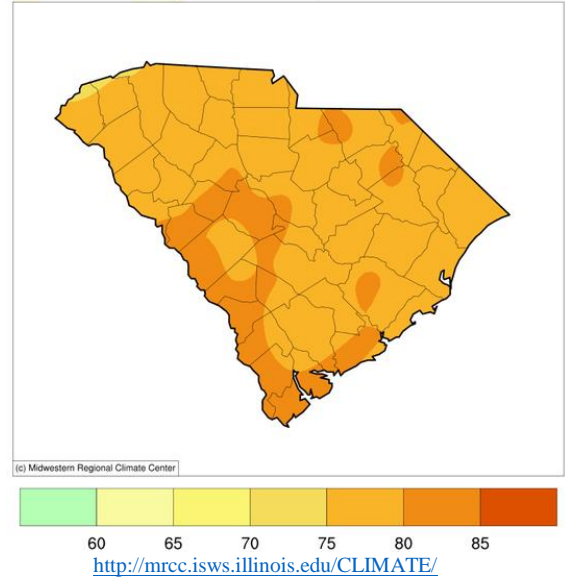 (c) Midwestern Regional Climate Center
60 65 70 75 80 85
http://mrcc.isws.illinois.edu/CLIMATE/